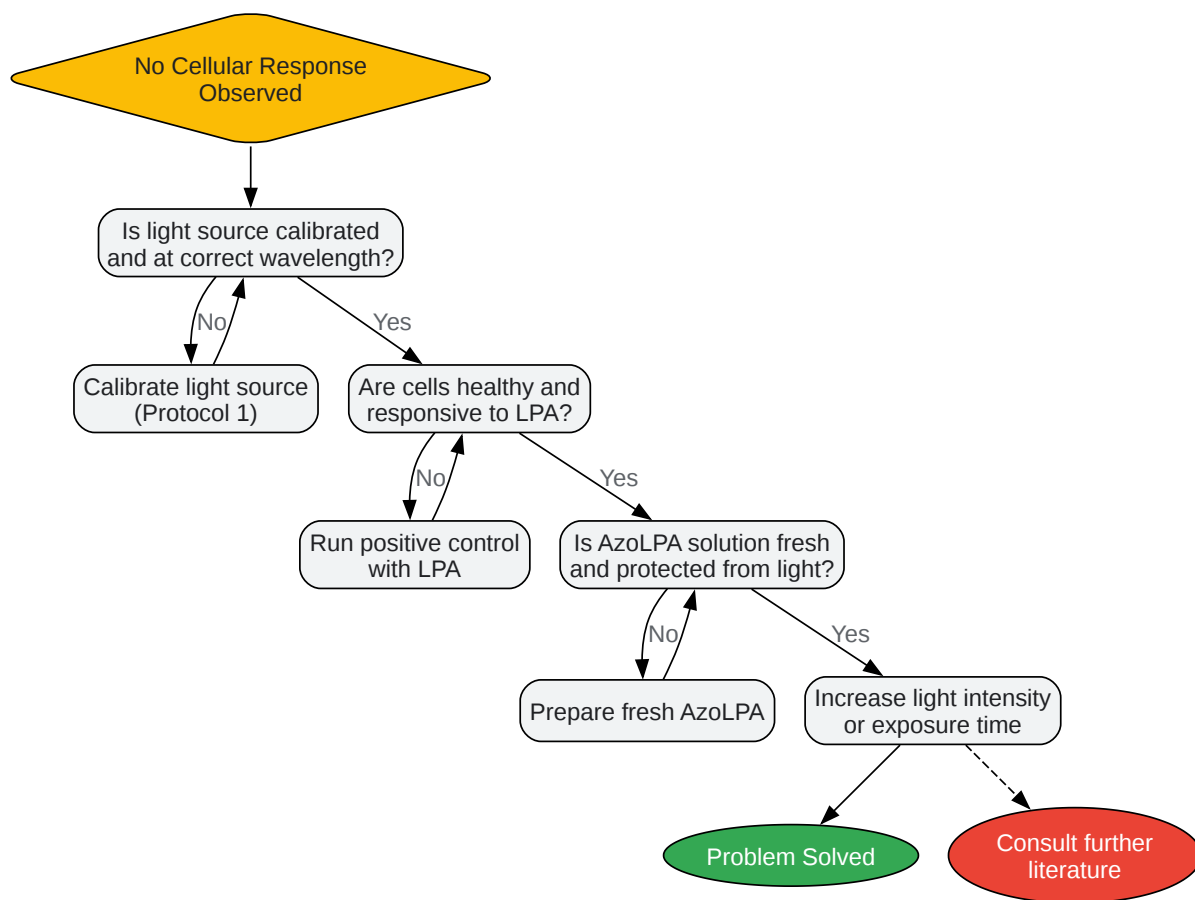 No Cellular Response
Observed
Is light source calibrated
and at correct wavelength?
No
Yes
Calibrate light source
(Protocol 1)
Are cells healthy and
responsive to LPA?
No
Yes
Run positive control
with LPA
Is AzoLPA solution fresh
and protected from light?
No
Yes
Prepare fresh AzoLPA
Increase light intensity
or exposure time
Problem Solved
Consult further
literature